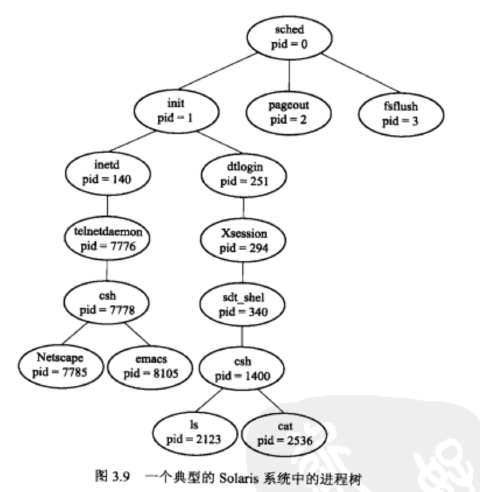 sched
pid = 0
init
pid = 1
pageout
pid = 2
fsflush
pid = 3
inetd
pid = 140
dtlogin
pid = 251
telnetdaemon
pid = 7776
Xsession
pid = 294
csh
pid = 7778
sdt_shel
pid = 340
Netscape
pid = 7785
emacs
pid = 8105
csh
pid = 1400
ls
pid = 2123
cat
pid = 2536
图 3.9 一个典型的 Solaris 系统中的进程树